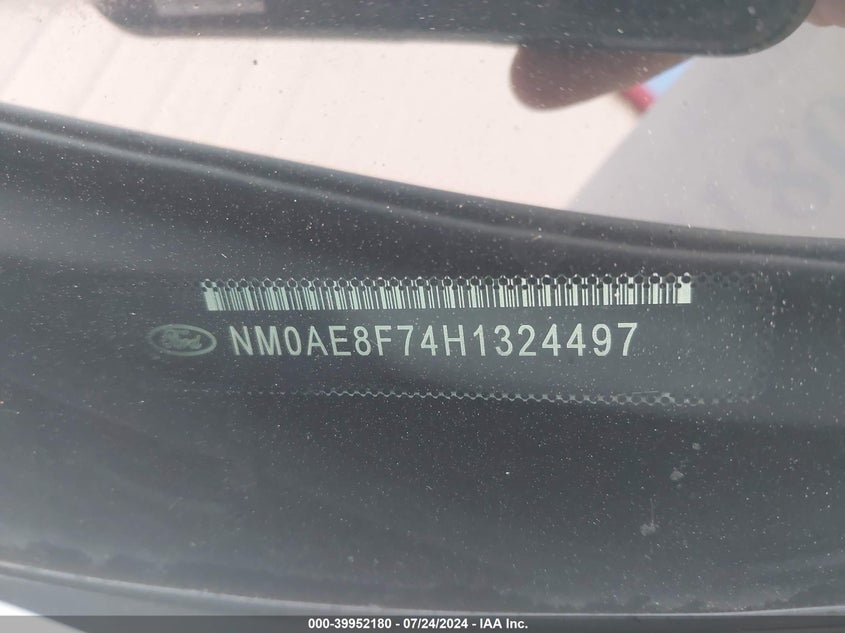 Ford NM0AE8F74H1324497
000-39952180 - 07/24/2024 - IAA Inc.